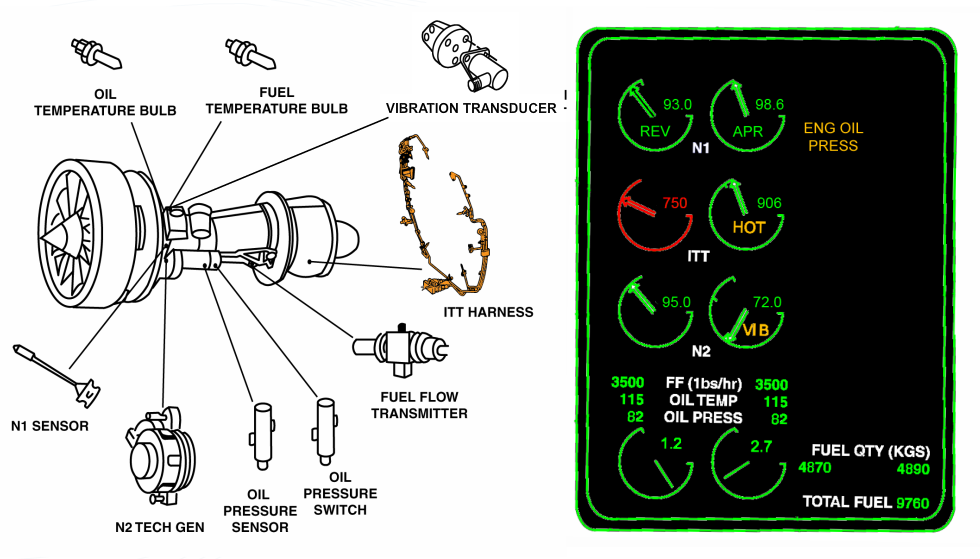 OIL
TEMPERATURE BULB
FUEL
TEMPERATURE BULB
VIBRATION TRANSDUCER
ITT HARNESS
FUEL FLOW
TRANSMITTER
N1 SENSOR
N2 TECH GEN
OIL
PRESSURE
SENSOR
OIL
PRESSURE
SWITCH
93.0
98.6
REV
APR
N1
ENG OIL
PRESS
750
906
HOT
ITT
95.0
72.0
VIB
N2
3500 FF (1bs/hr) 3500
115 OIL TEMP 115
82 OIL PRESS 82
1.2
2.7
FUEL QTY (KGS)
4870 4890
TOTAL FUEL 9760